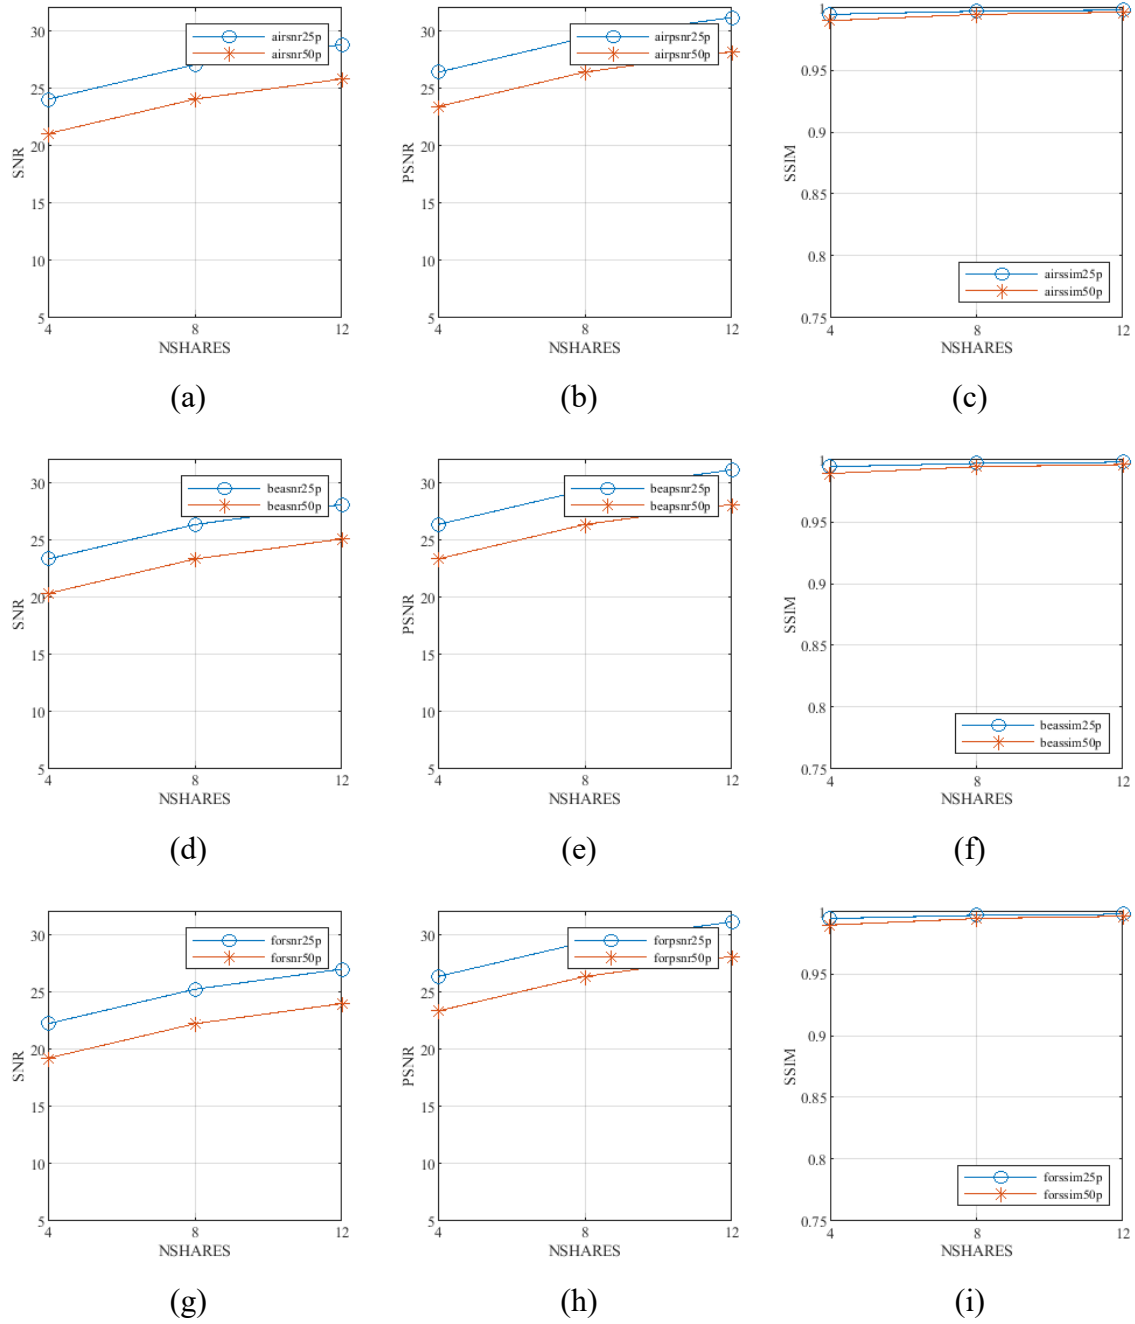 30
25
20
15
10
5
SNR
airsnr25p
airsnr50p
4 8 12
NSHARES
(a)
30
25
20
15
10
5
PSNR
airpsnr25p
airpsnr50p
4 8 12
NSHARES
(b)
1
0.95
0.9
0.85
0.8
0.75
SSIM
airssim25p
airssim50p
4 8 12
NSHARES
(c)
30
25
20
15
10
5
SNR
beasnr25p
beasnr50p
4 8 12
NSHARES
(d)
30
25
20
15
10
5
PSNR
beapsnr25p
beapsnr50p
4 8 12
NSHARES
(e)
1
0.95
0.9
0.85
0.8
0.75
SSIM
beassim25p
beassim50p
4 8 12
NSHARES
(f)
30
25
20
15
10
5
SNR
forsnr25p
forsnr50p
4 8 12
NSHARES
(g)
30
25
20
15
10
5
PSNR
forpsnr25p
forpsnr50p
4 8 12
NSHARES
(h)
1
0.95
0.9
0.85
0.8
0.75
SSIM
forssim25p
forssim50p
4 8 12
NSHARES
(i)